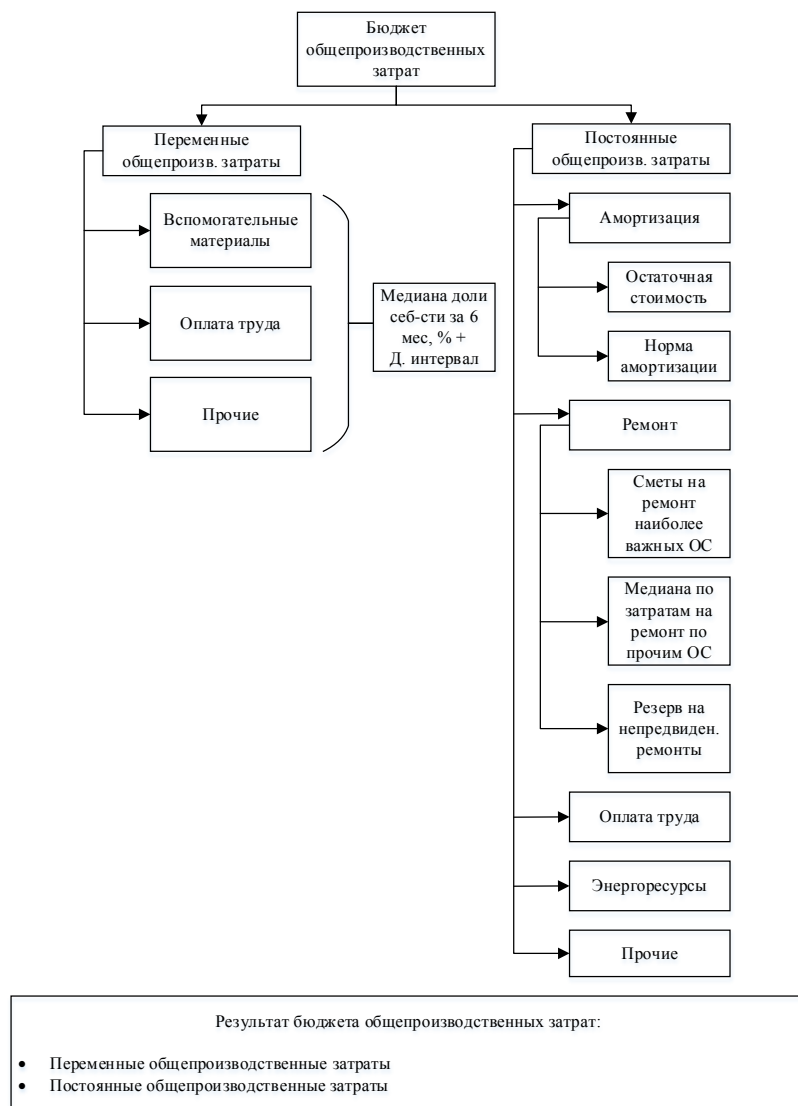 Бюджет
общепроизводственных
затрат
Переменные
общепроизв. затраты
Вспомогательные
материалы
Оплата труда
Прочие
Медиана доли
себ-сти за 6
мес, % +
Д. интервал
Постоянные
общепроизв. затраты
Амортизация
Остаточная
стоимость
Норма
амортизации
Ремонт
Сметы на
ремонт
наиболее
важных ОС
Медиана по
затратам на
ремонт по
прочим ОС
Резерв на
непредвиден.
ремонты
Оплата труда
Энергоресурсы
Прочие
Результат бюджета общепроизводственных затрат:
• Переменные общепроизводственные затраты
• Постоянные общепроизводственные затраты